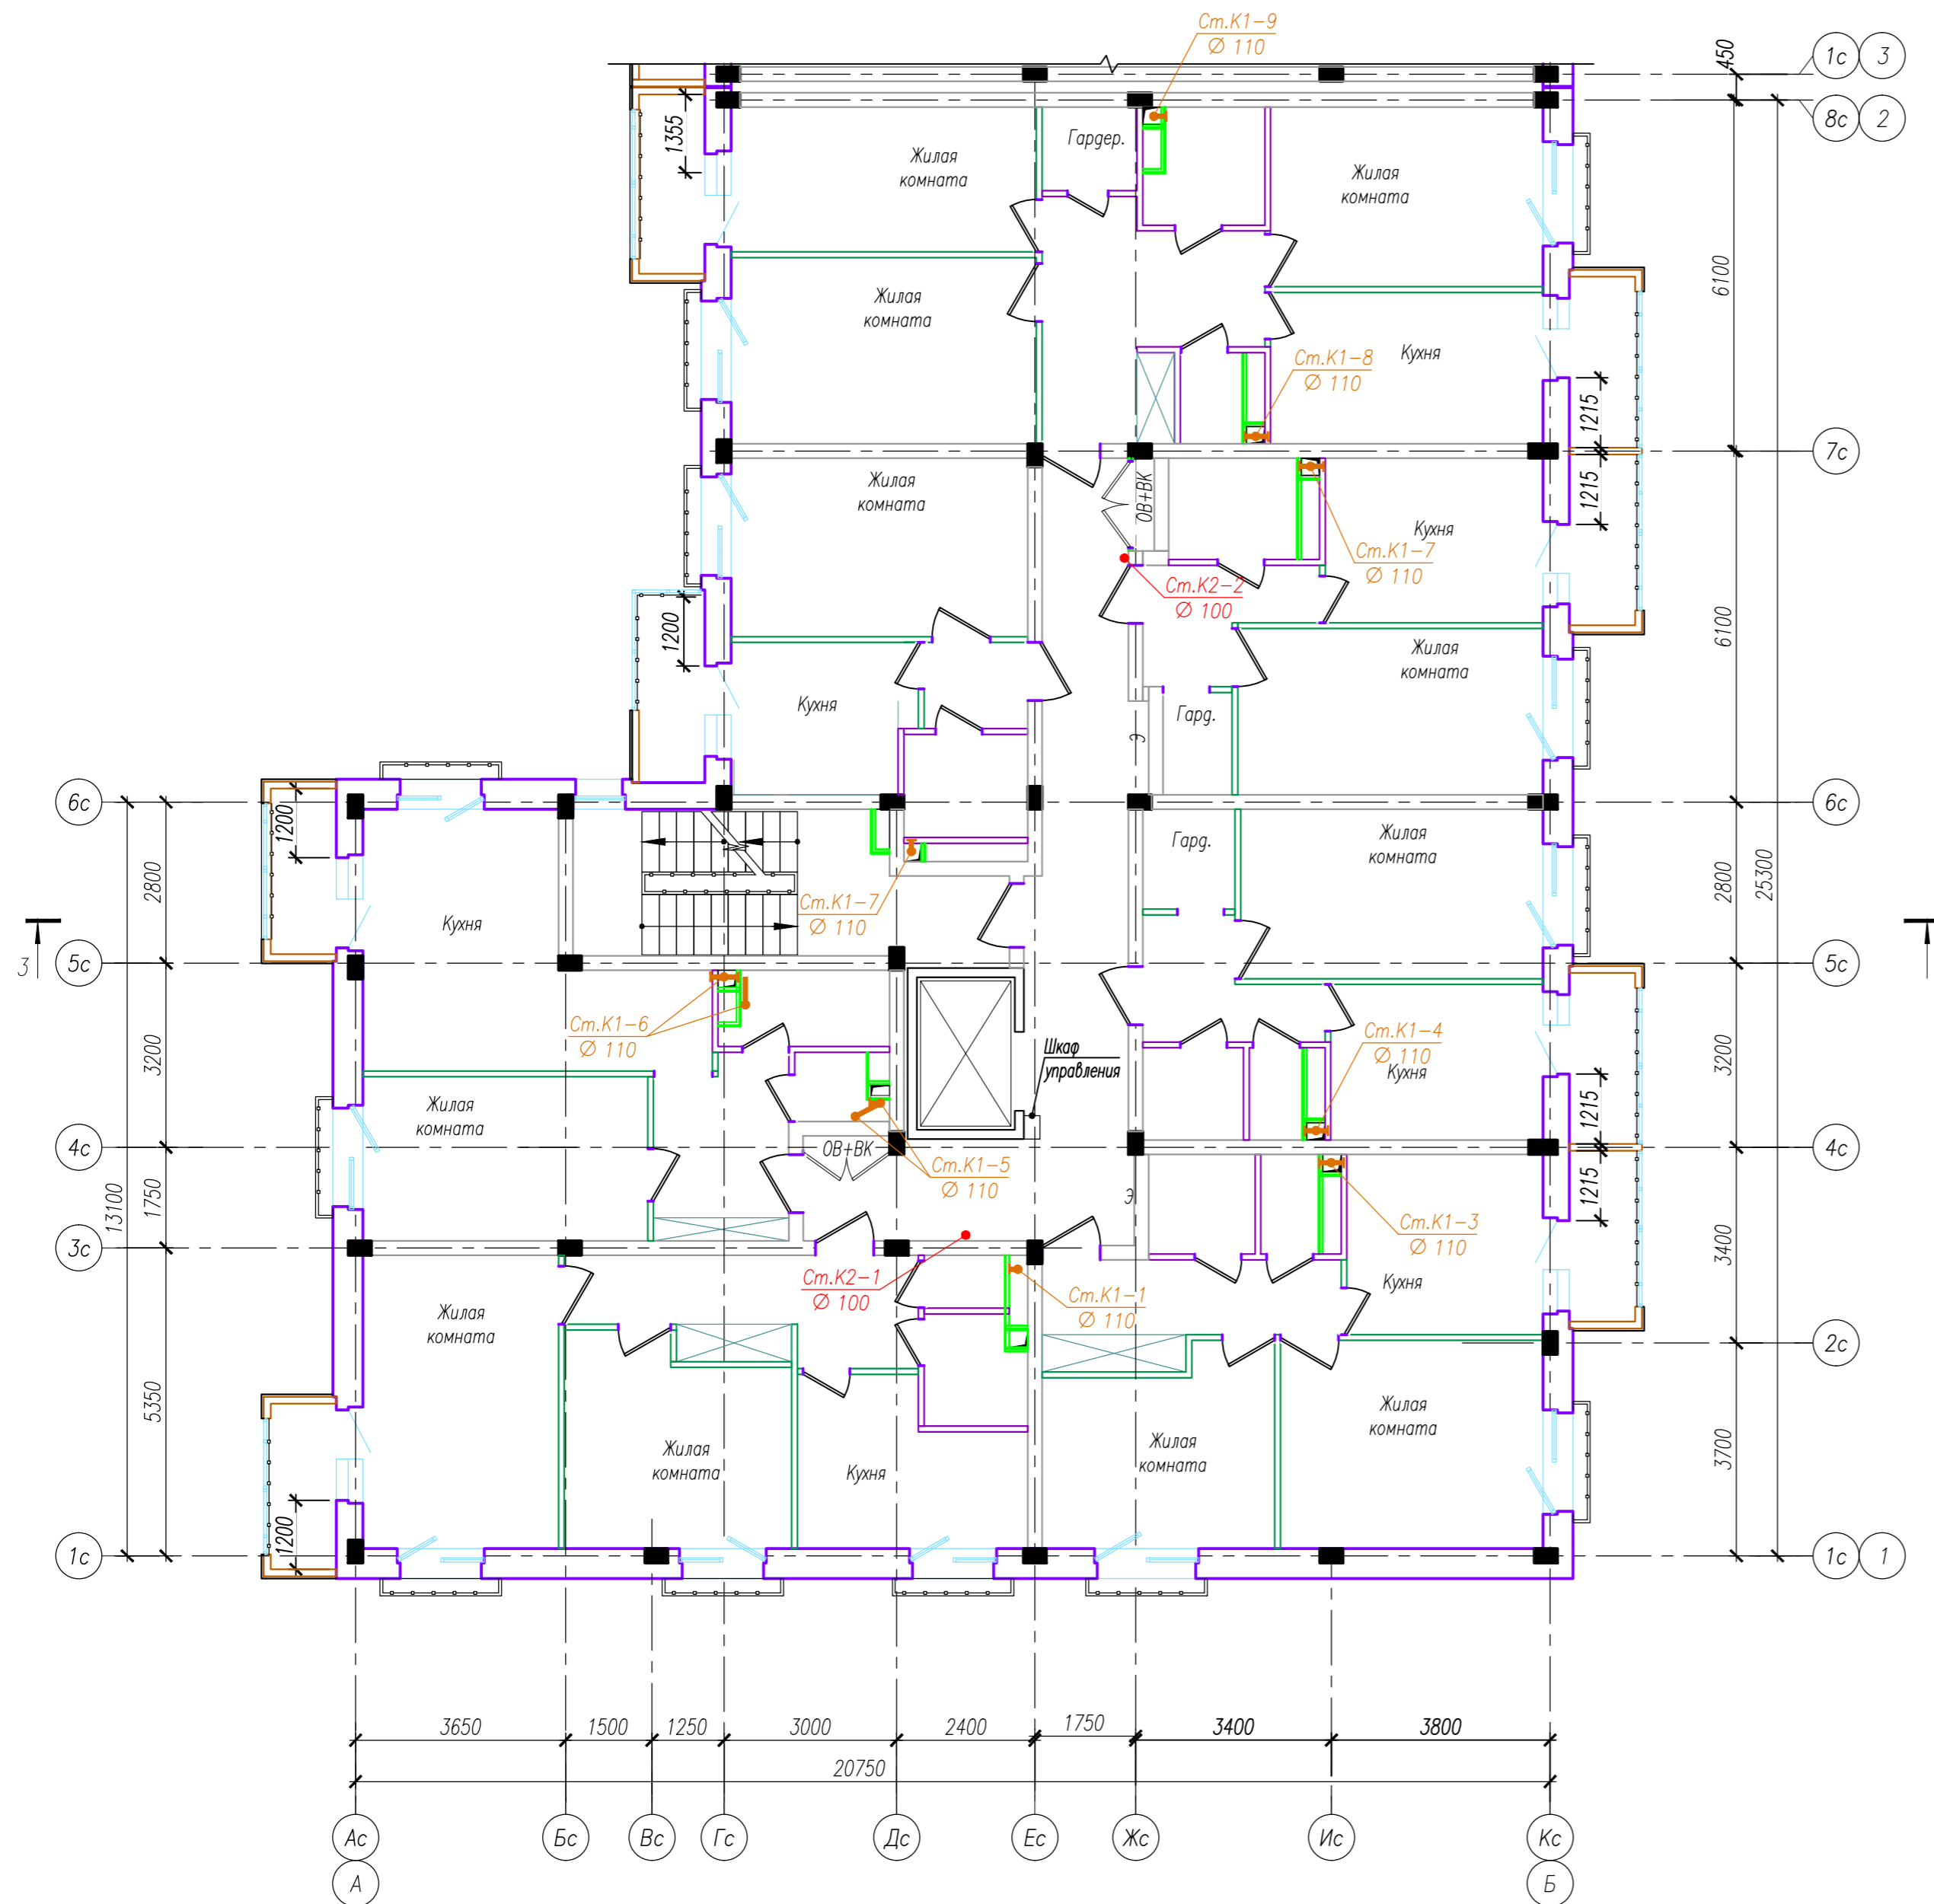 Ст.К1-9
Ø 110
450
1с
3
8с
2
1355
Гардер.
Жилая
комната
Жилая
комната
6100
Жилая
комната
Ст.К1-8
Ø 110
Кухня
1215
7с
Жилая
комната
ОВ+ВК
1215
Кухня
Ст.К1-7
Ø 110
Ст.К2-2
Ø 100
1200
6100
Жилая
комната
Кухня
Гард.
Э
6с
1200
6с
Гард.
Жилая
комната
2800
2800
25300
Ст.К1-7
Ø 110
Кухня
3
5с
5с
Ст.К1-6
Ø 110
Шкаф
управления
Ст.К1-4
Ø 110
Кухня
3200
3200
Жилая
комната
1215
4с
ОВ+ВК
4с
Ст.К1-5
Ø 110
1215
Э
13100
1750
Ст.К1-3
Ø 110
3с
3400
Ст.К2-1
Ø 100
Ст.К1-1
Ø 110
Кухня
Жилая
комната
2с
5350
Жилая
комната
Жилая
комната
Кухня
Жилая
комната
3700
1200
1с
1с
1
3650
1500
1250
3000
2400
1750
3400
3800
20750
Ас
Бс
Вс
Гс
Дс
Ес
Жс
Ис
Кс
А
Б